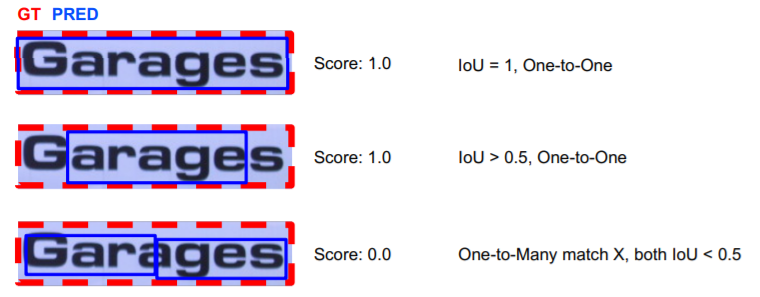 GT PRED
Garages Score: 1.0 IoU = 1, One-to-One
Garages Score: 1.0 IoU > 0.5, One-to-One
Garages Score: 0.0 One-to-Many match X, both IoU < 0.5